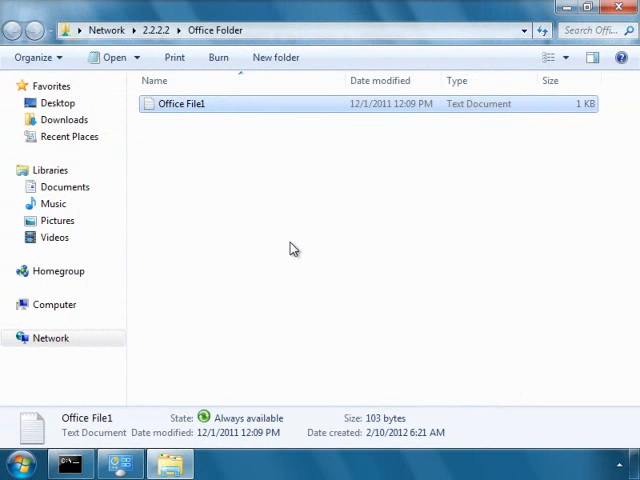 Network ▸ 2.2.2.2 ▸ Office Folder
Search Offi...
Organize Open Print Burn New folder
Name Date modified Type Size
Office File1 12/1/2011 12:09 PM Text Document 1 KB
Favorites
Desktop
Downloads
Recent Places
Libraries
Documents
Music
Pictures
Videos
Homegroup
Computer
Network
Office File1 State: Always available Size: 103 bytes
Text Document Date modified: 12/1/2011 12:09 PM Date created: 2/10/2012 6:21 AM
C:\.